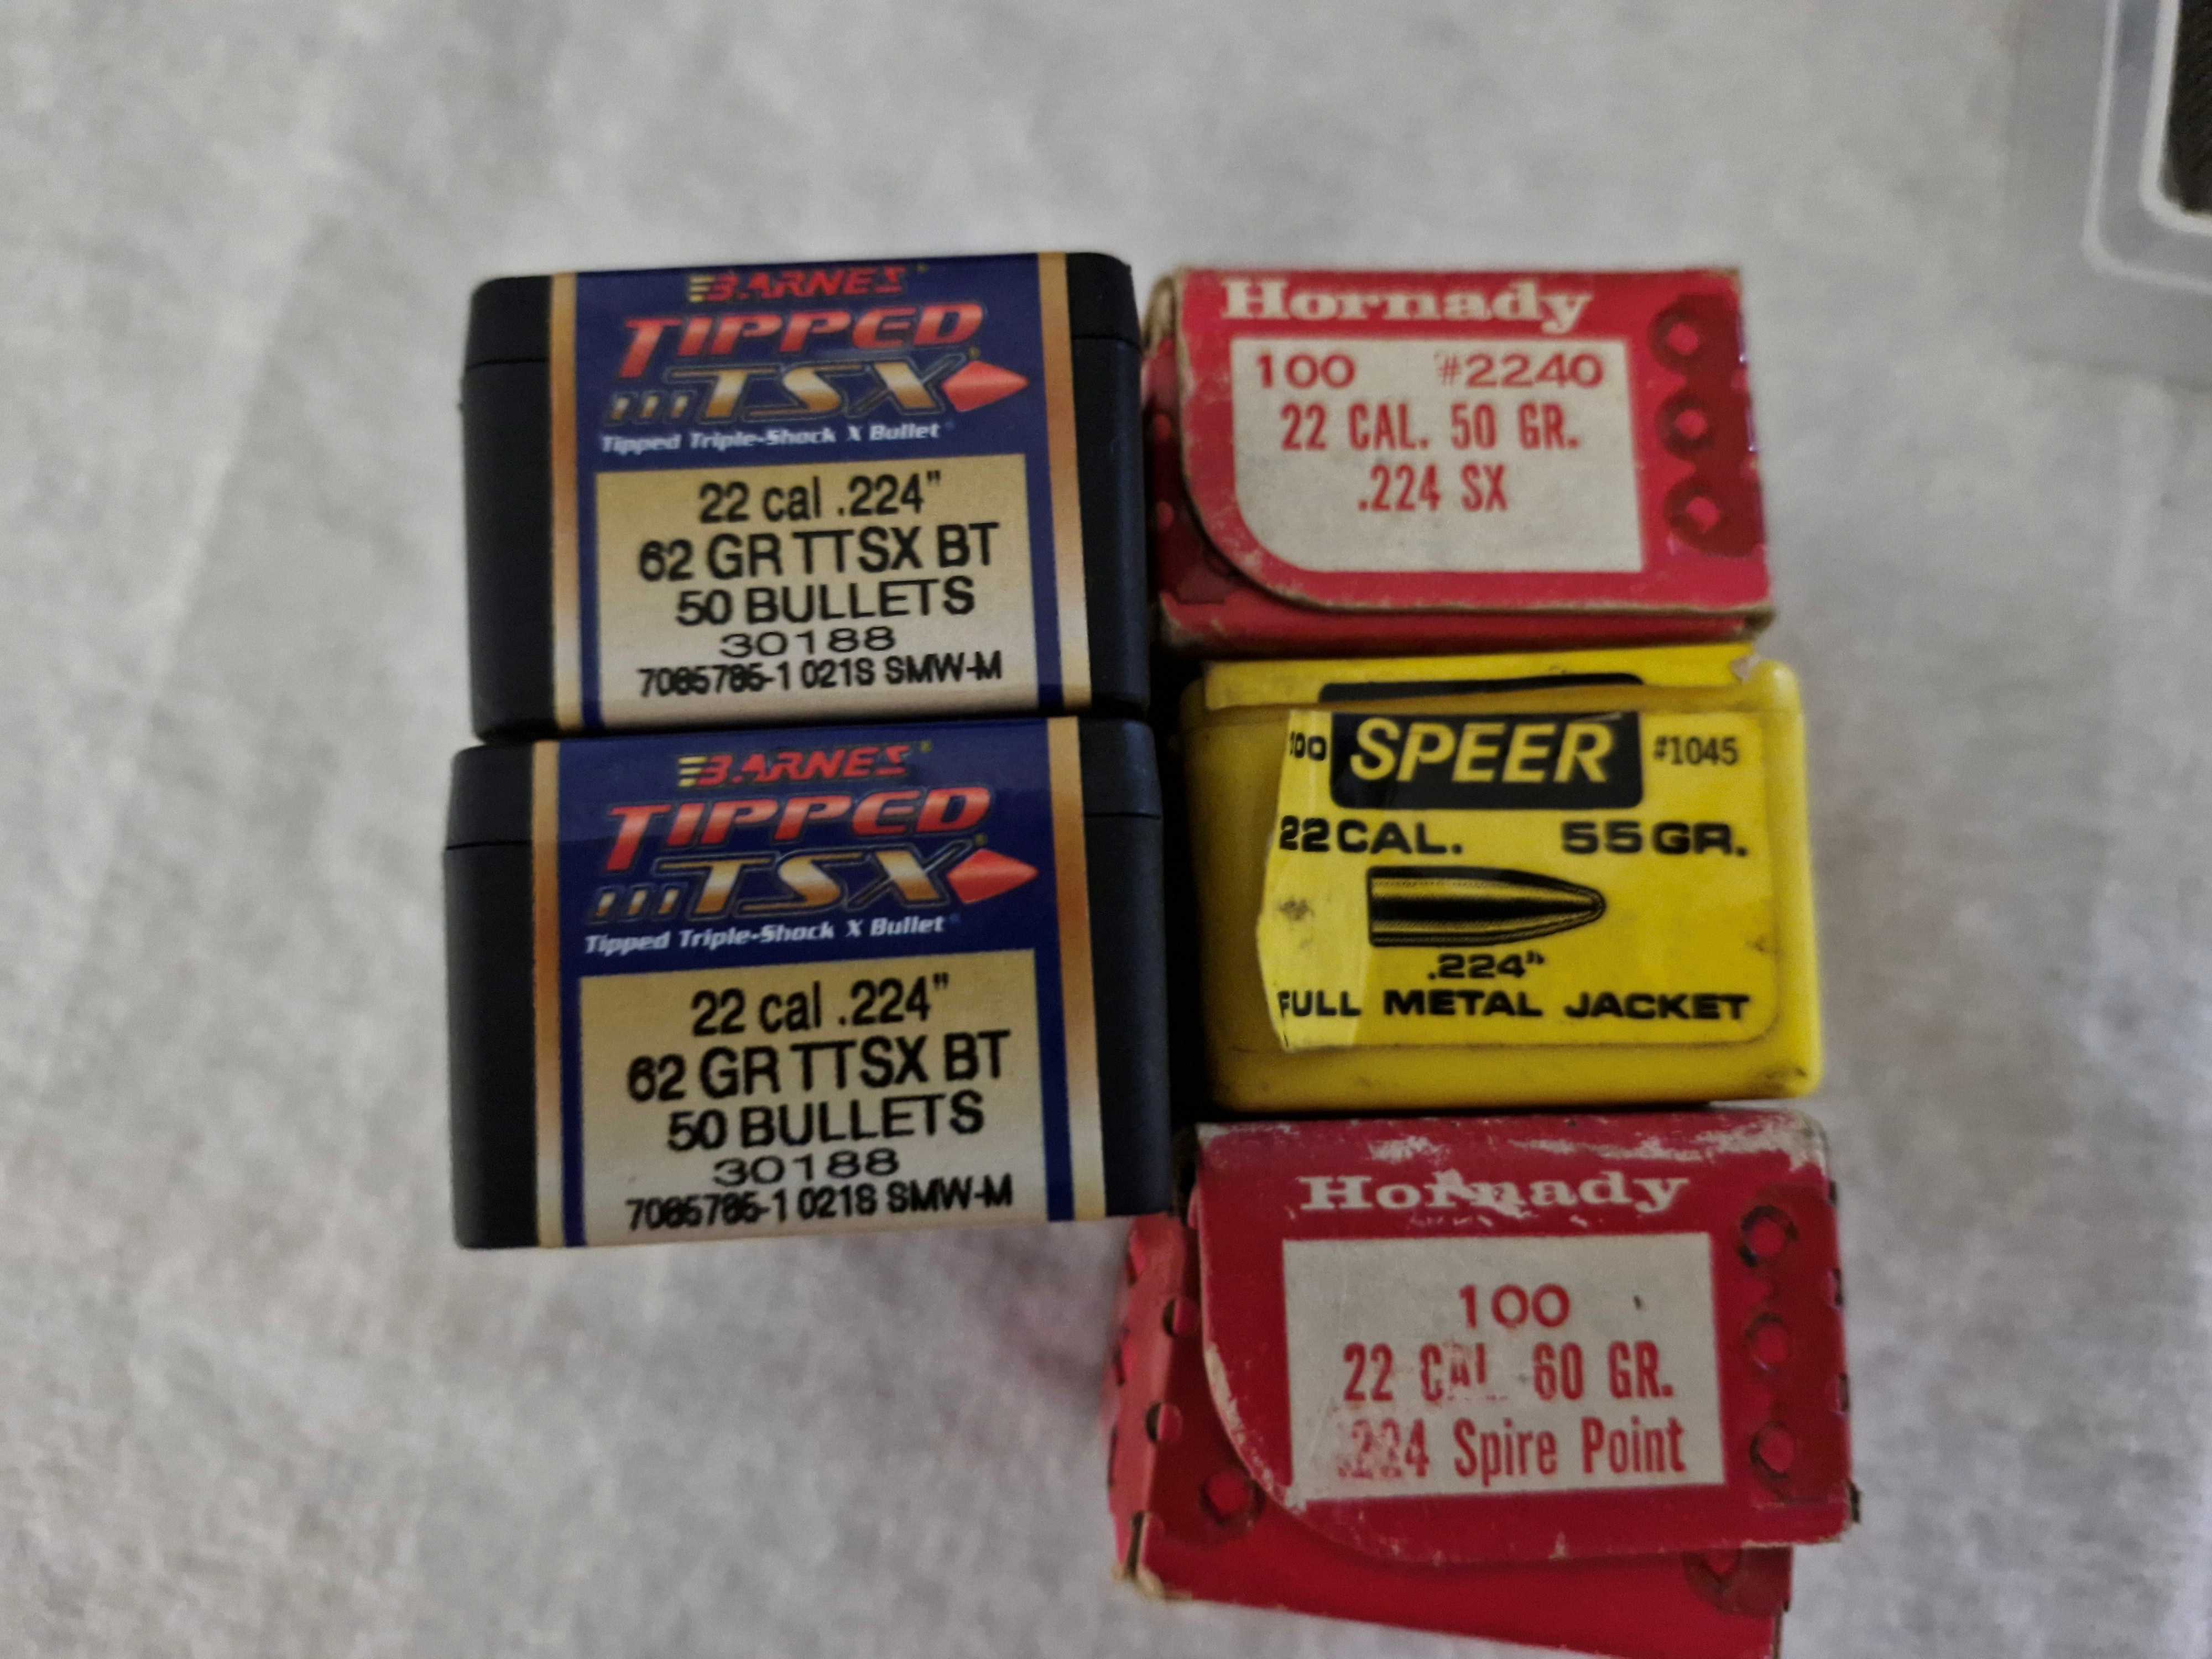 BARNES®
TIPPED
TSX®
Tipped Triple-Shock X Bullet®
22 cal .224"
62 GR TTSX BT
50 BULLETS
30188
7085785-1 021S SMW-M
BARNES®
TIPPED
TSX®
Tipped Triple-Shock X Bullet®
22 cal .224"
62 GR TTSX BT
50 BULLETS
30188
7085785-1 021S SMW-M
Hornady
100 #2240
22 CAL. 50 GR.
.224 SX
100 SPEER #1045
22 CAL. 55 GR.
.224"
FULL METAL JACKET
Hornady
100
22 CAL. 60 GR.
.224 Spire Point